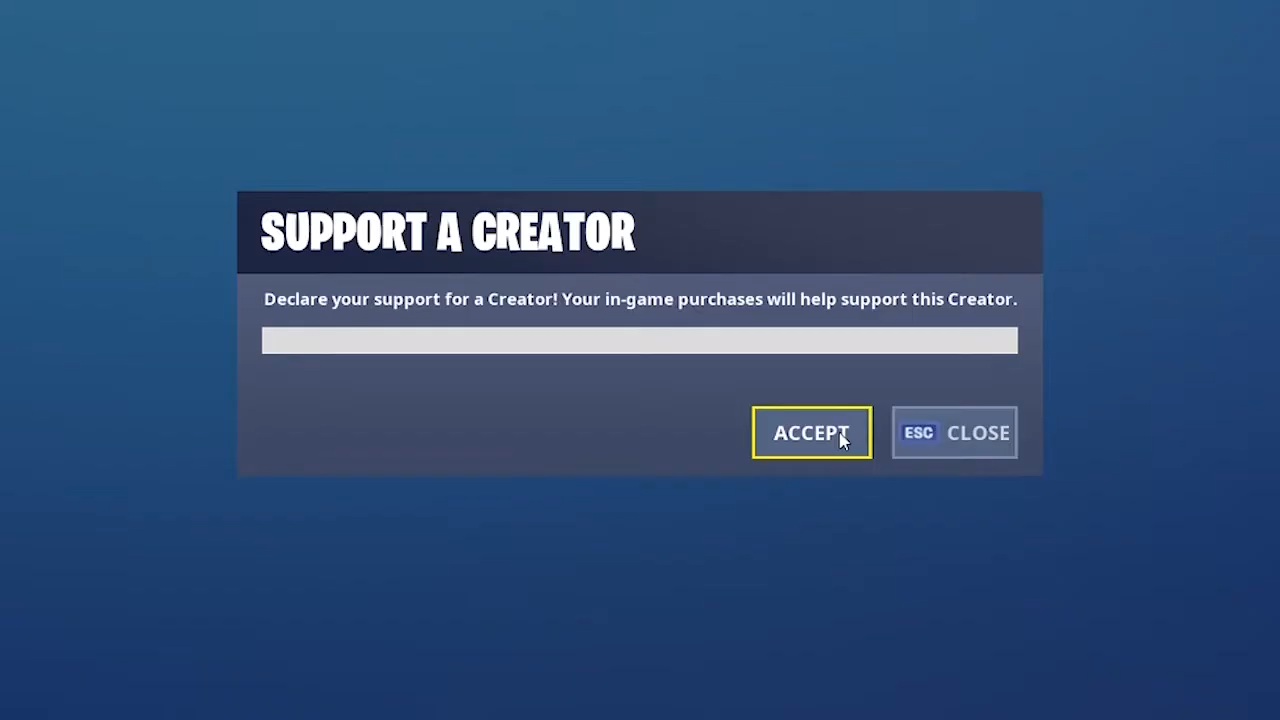 SUPPORT A CREATOR
Declare your support for a Creator! Your in-game purchases will help support this Creator.
ACCEPT
ESC CLOSE